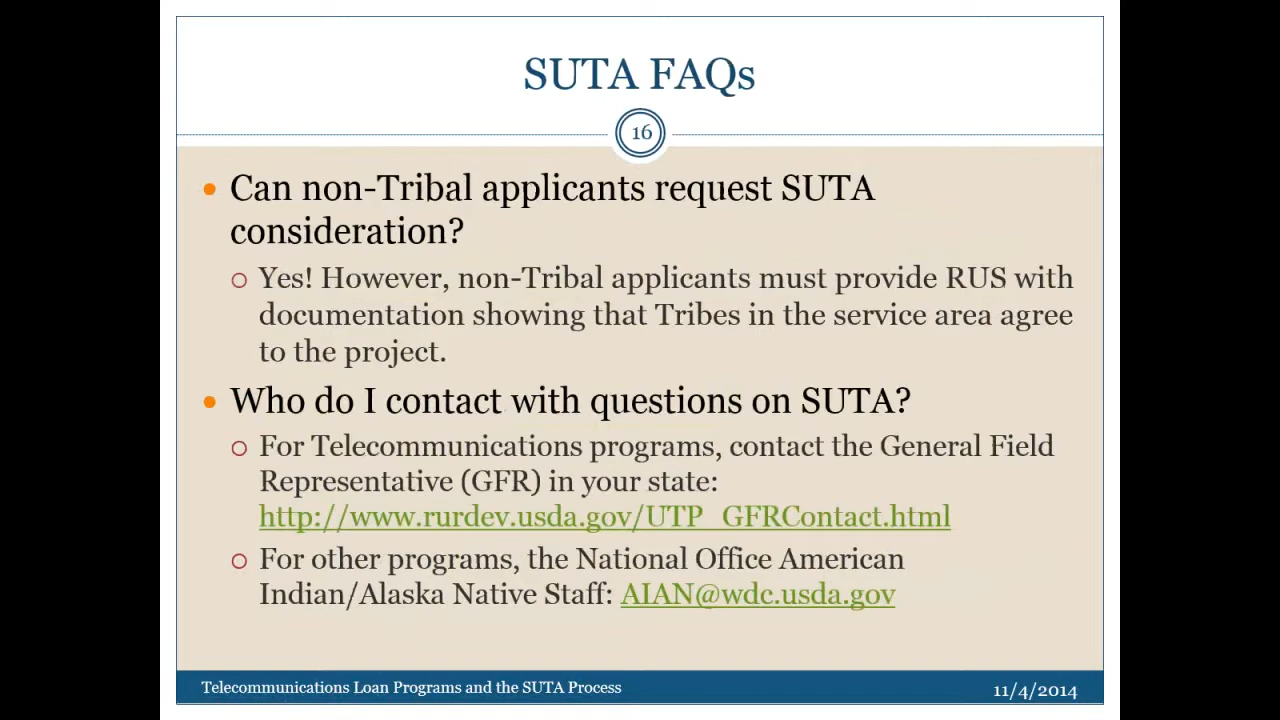 SUTA FAQs
16
Can non-Tribal applicants request SUTA
consideration?
Yes! However, non-Tribal applicants must provide RUS with
documentation showing that Tribes in the service area agree
to the project.
Who do I contact with questions on SUTA?
For Telecommunications programs, contact the General Field
Representative (GFR) in your state:
http://www.rurdev.usda.gov/UTP_GFRContact.html
For other programs, the National Office American
Indian/Alaska Native Staff: AIAN@wdc.usda.gov
Telecommunications Loan Programs and the SUTA Process
11/4/2014